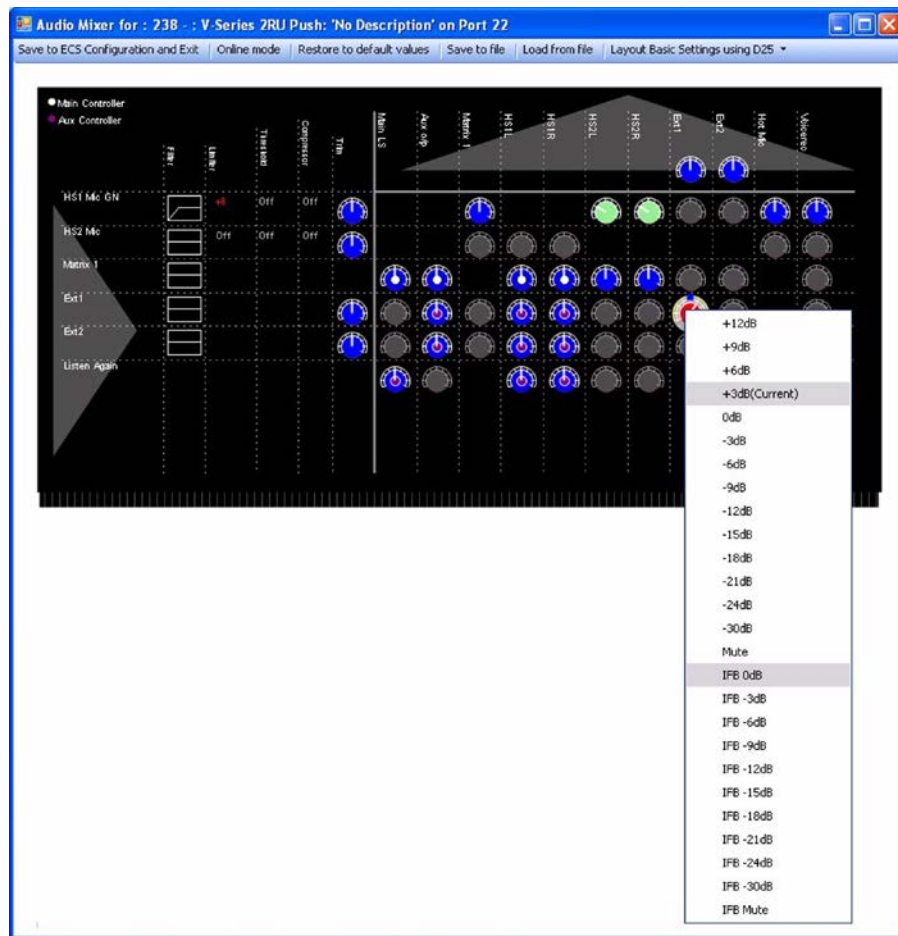 Audio Mixer for : 238 - : V-Series 2RU Push: 'No Description' on Port 22
Save to ECS Configuration and Exit | Online mode | Restore to default values | Save to file | Load from file | Layout Basic Settings using D25
Main Controller
Aux Controller
Filter
Limiter
Threshold
Compressor
Trim
Main LS
Aux o/p
Matrix 1
HS1L
HS1R
HS2L
HS2R
Ext1
Ext2
Hot Mic
Voicerec
HS1 Mic GN
+8 Off Off
HS2 Mic
Off Off Off
Matrix 1
Ext1
Ext2
Listen Again
+12dB
+9dB
+6dB
+3dB(Current)
0dB
-3dB
-6dB
-9dB
-12dB
-15dB
-18dB
-21dB
-24dB
-30dB
Mute
IFB 0dB
IFB -3dB
IFB -6dB
IFB -9dB
IFB -12dB
IFB -15dB
IFB -18dB
IFB -21dB
IFB -24dB
IFB -30dB
IFB Mute